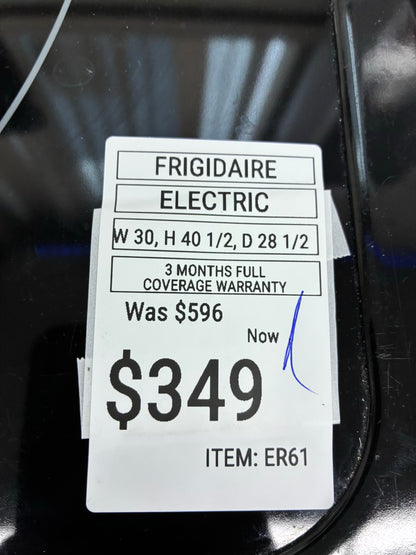 FRIGIDAIRE
ELECTRIC
W 30, H 40 1/2, D 28 1/2
3 MONTHS FULL
COVERAGE WARRANTY
Was $596
Now
$349
ITEM: ER61